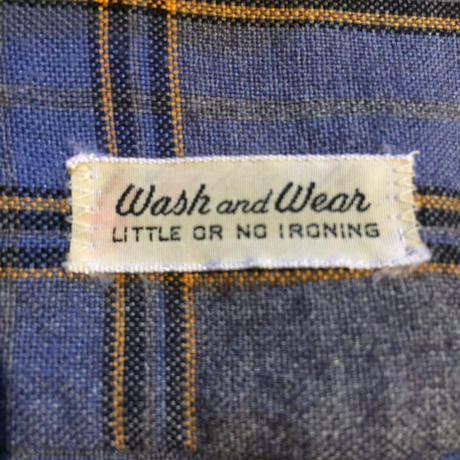 Wash and Wear
LITTLE OR NO IRONING